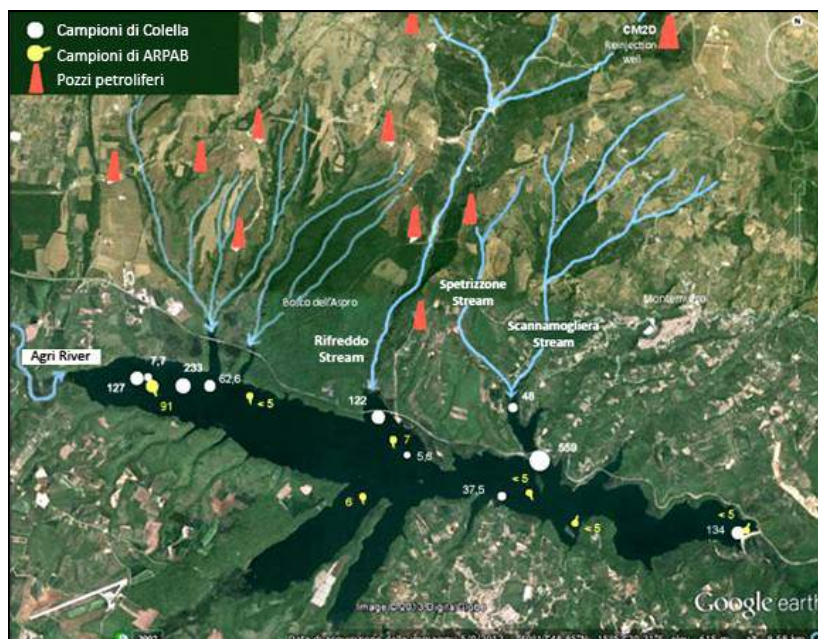 Campioni di Colella
Campioni di ARPAB
Pozzi petroliferi
CM2D
Reinjection
well
N
Bosco dell'Aspro
Spetrizzone
Stream
Montemurro
Rifreddo
Stream
Scannamogliera
Stream
Agri River
7,7
233
127
62,6
91
< 5
122
48
7
5,6
559
6
37,5
< 5
< 5
< 5
134
Image © 2013 DigitalGlobe
Google earth